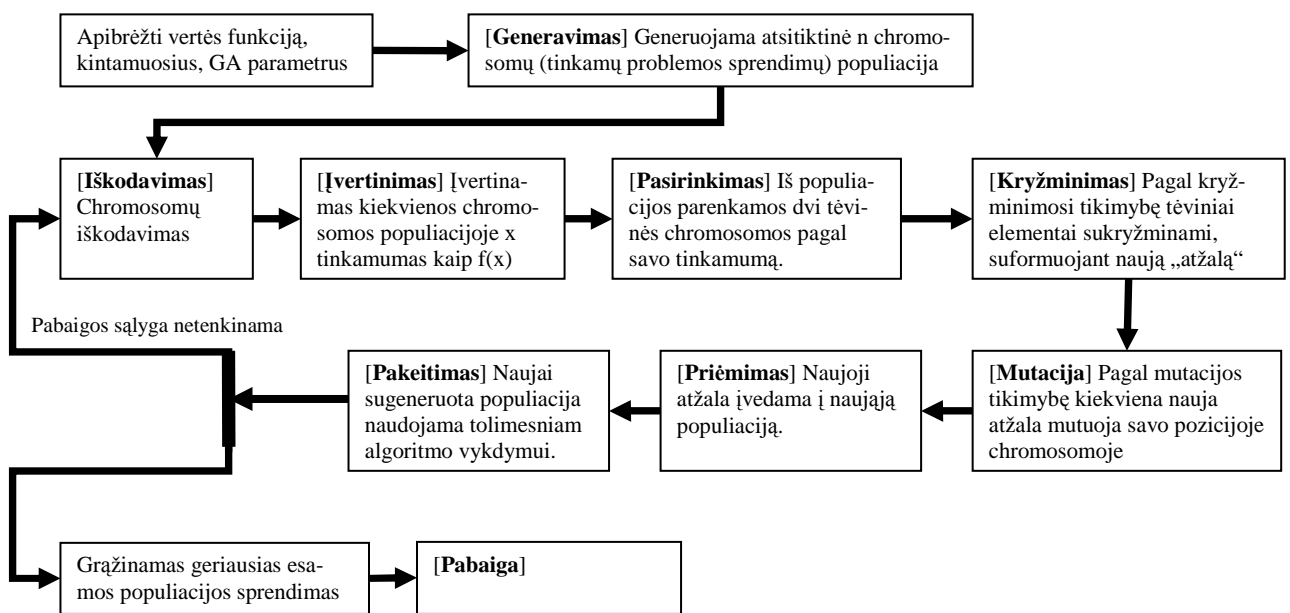 Apibrėžti vertės funkciją,
kintamuosius, GA parametrus
[Generavimas] Generuojama atsitiktinė n chromo-
somų (tinkamų problemos sprendimų) populiacija
[Iškodavimas]
Chromosomų
iškodavimas
[Įvertinimas] Įvertina-
mas kiekvienos chromo-
somos populiacijoje x
tinkamumas kaip f(x)
[Pasirinkimas] Iš populia-
cijos parenkamos dvi tėvi-
nės chromosomos pagal
savo tinkamumą.
[Kryžminimas] Pagal kryž-
minimosi tikimybę tėviniai
elementai sukryžminami,
suformuojant naują „atžalą“
Pabaigos sąlyga netenkinama
[Pakeitimas] Naujai
sugeneruota populiacija
naudojama tolimesniam
algoritmo vykdymui.
[Priėmimas] Naujoji
atžala įvedama į naująją
populiaciją.
[Mutacija] Pagal mutacijos
tikimybę kiekviena nauja
atžala mutuoja savo pozicijoje
chromosomoje
Grąžinamas geriausias esa-
mos populiacijos sprendimas
[Pabaiga]